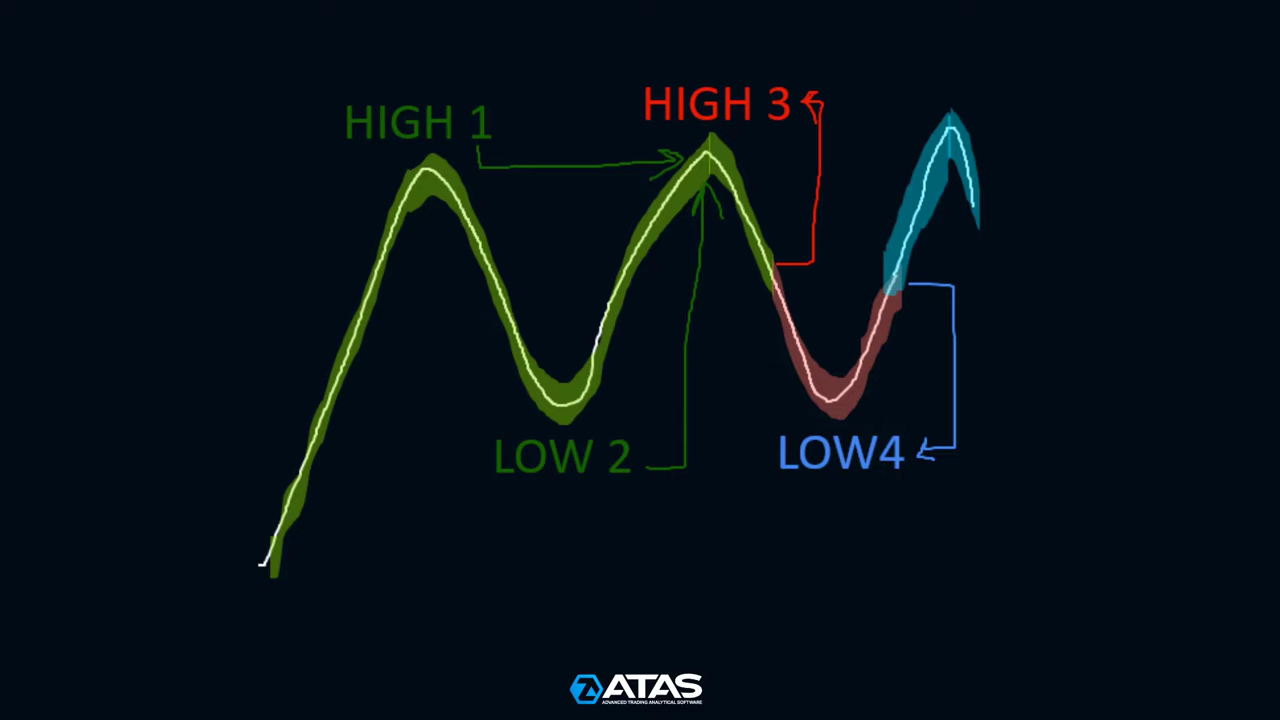 HIGH 1
HIGH 3
LOW 2
LOW4
ATAS
ADVANCED TRADING ANALYTICAL SOFTWARE